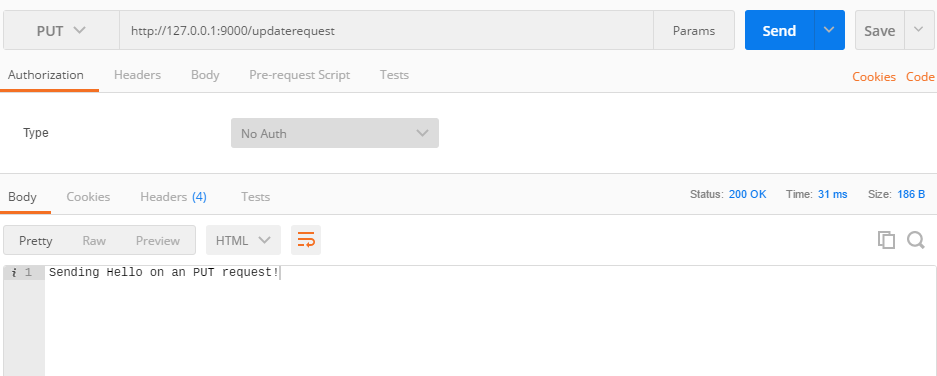 PUT http://127.0.0.1:9000/updaterequest Params Send Save
Authorization Headers Body Pre-request Script Tests Cookies Code
Type No Auth
Body Cookies Headers (4) Tests Status: 200 OK Time: 31 ms Size: 186 B
Pretty Raw Preview HTML
i 1 Sending Hello on an PUT request!